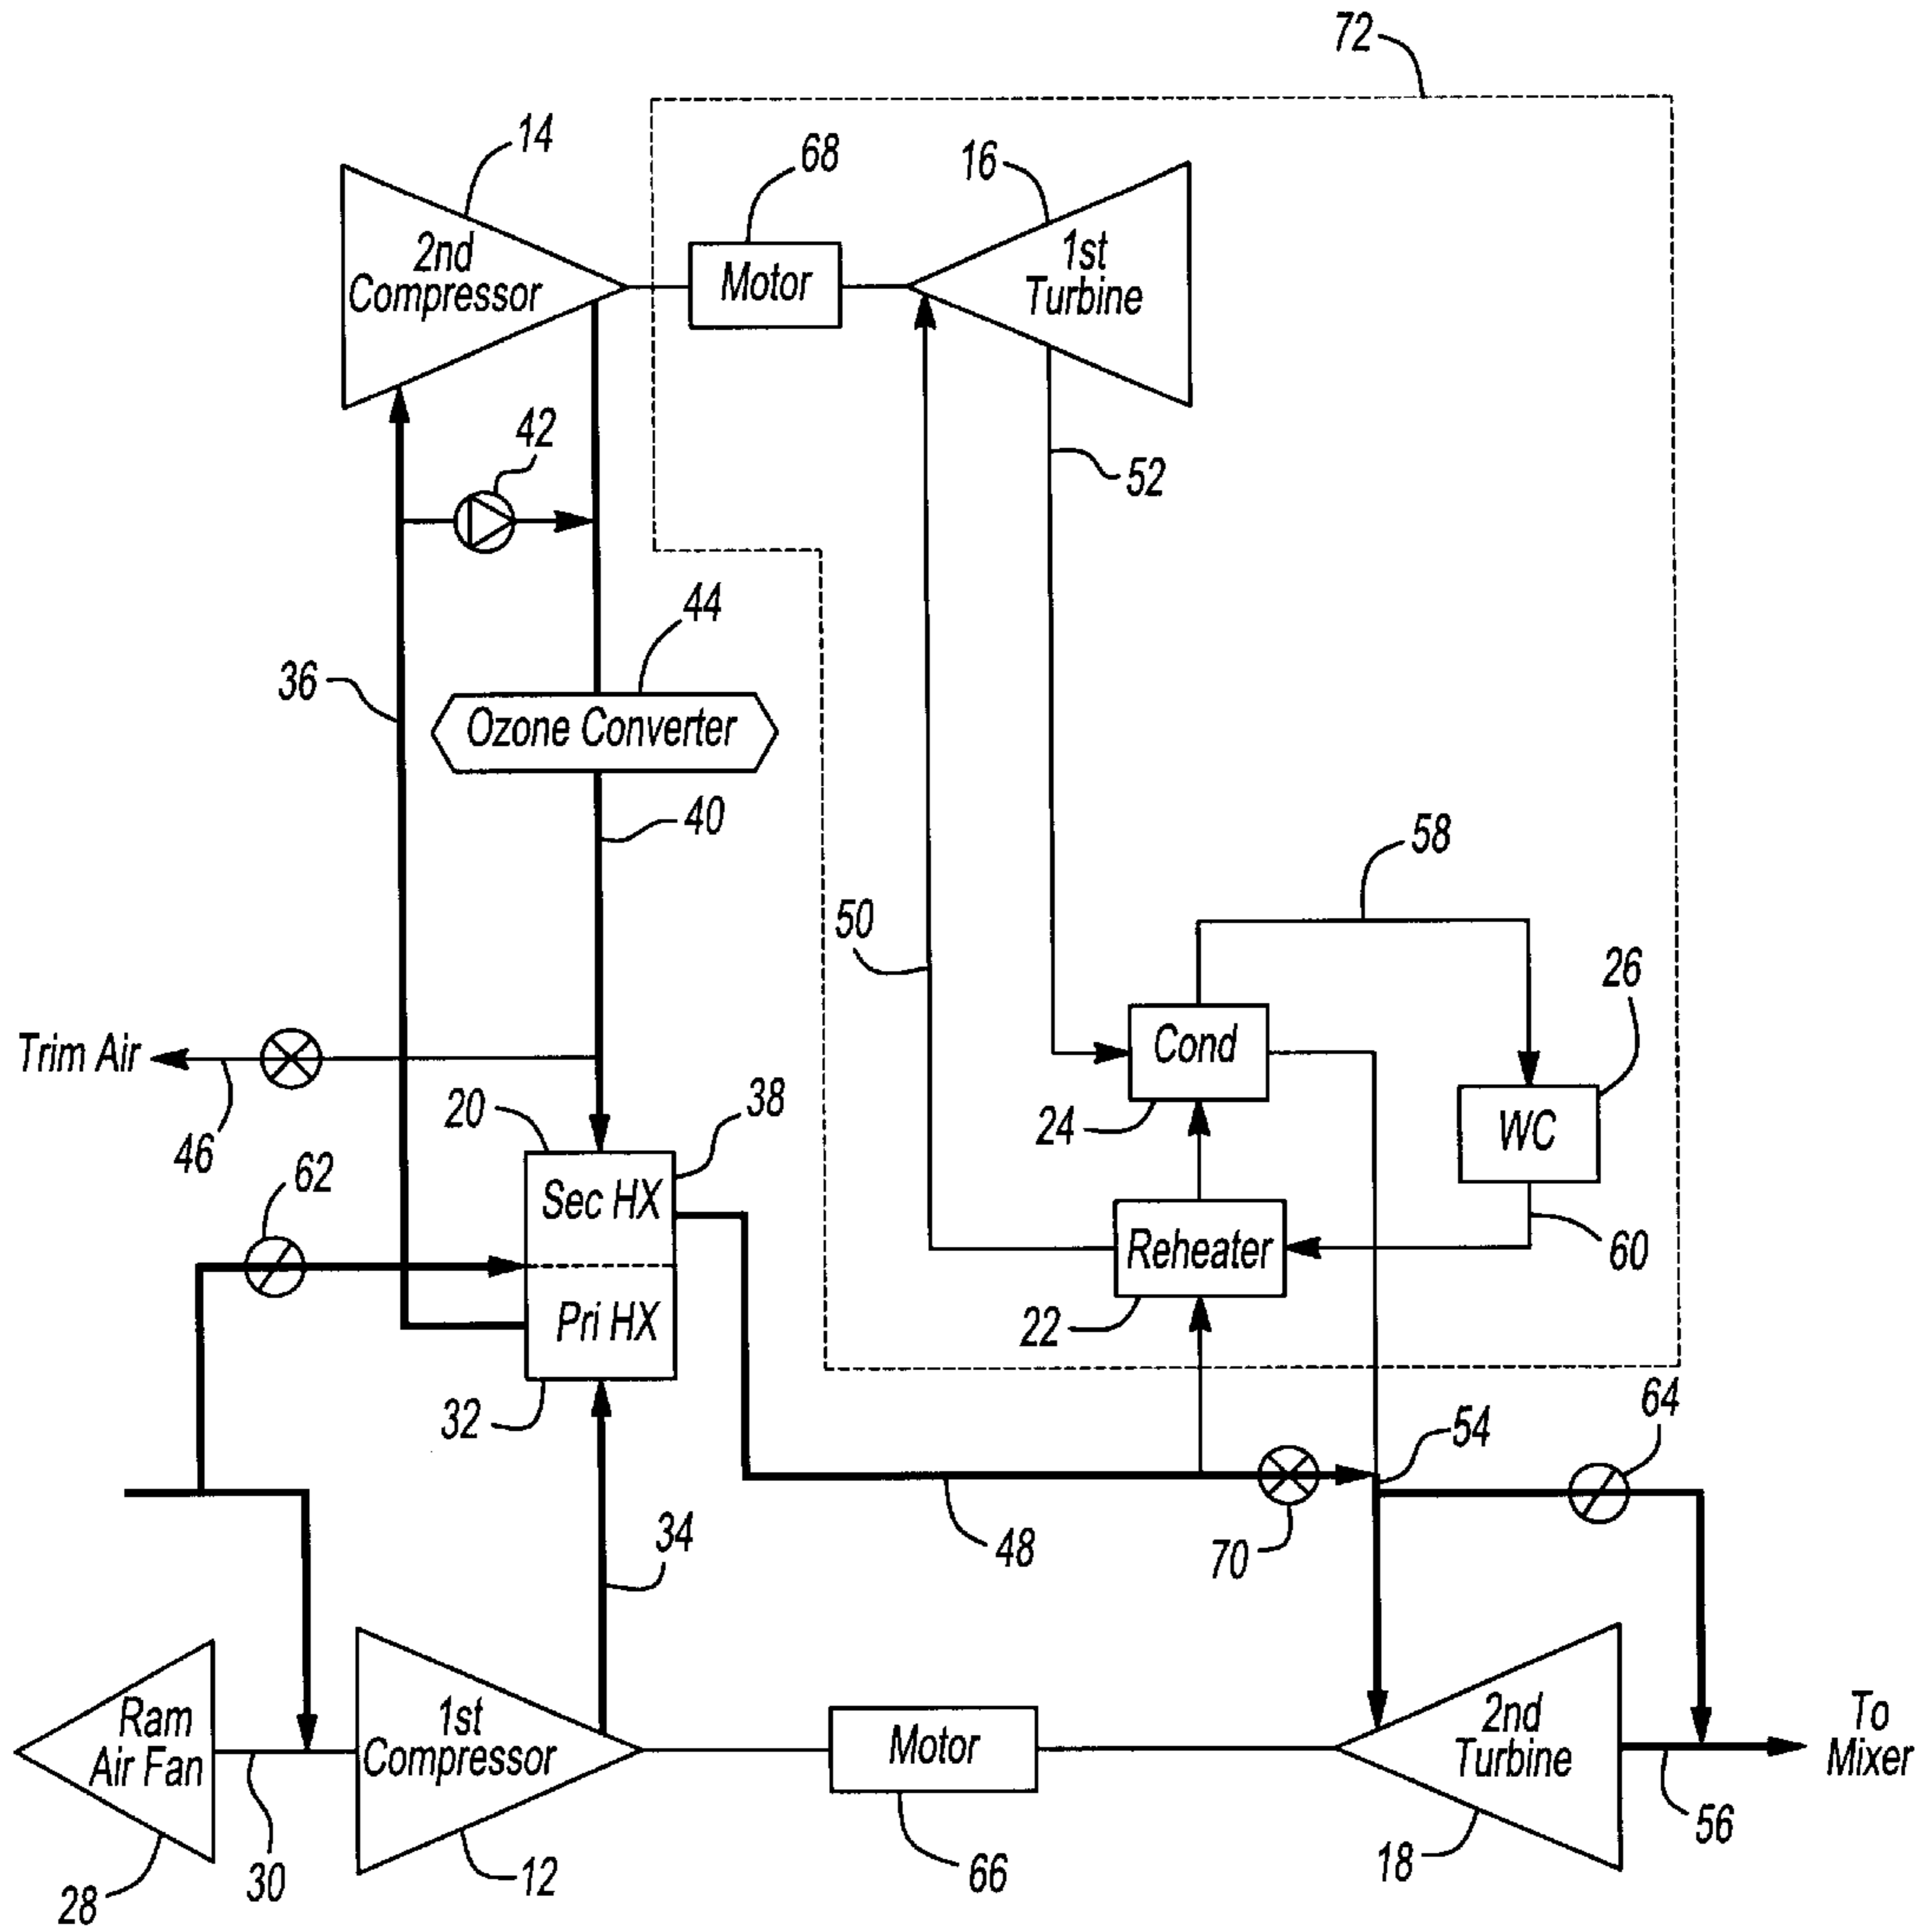 72
14
68
16
2nd
Compressor
Motor
1st
Turbine
42
52
44
36
Ozone Converter
40
58
50
26
Trim Air
Cond
20
38
24
WC
46
62
Sec HX
Reheater
60
Pri HX
22
32
64
54
34
48
70
Ram
Air Fan
1st
Compressor
Motor
2nd
Turbine
To
Mixer
56
28
30
12
66
18